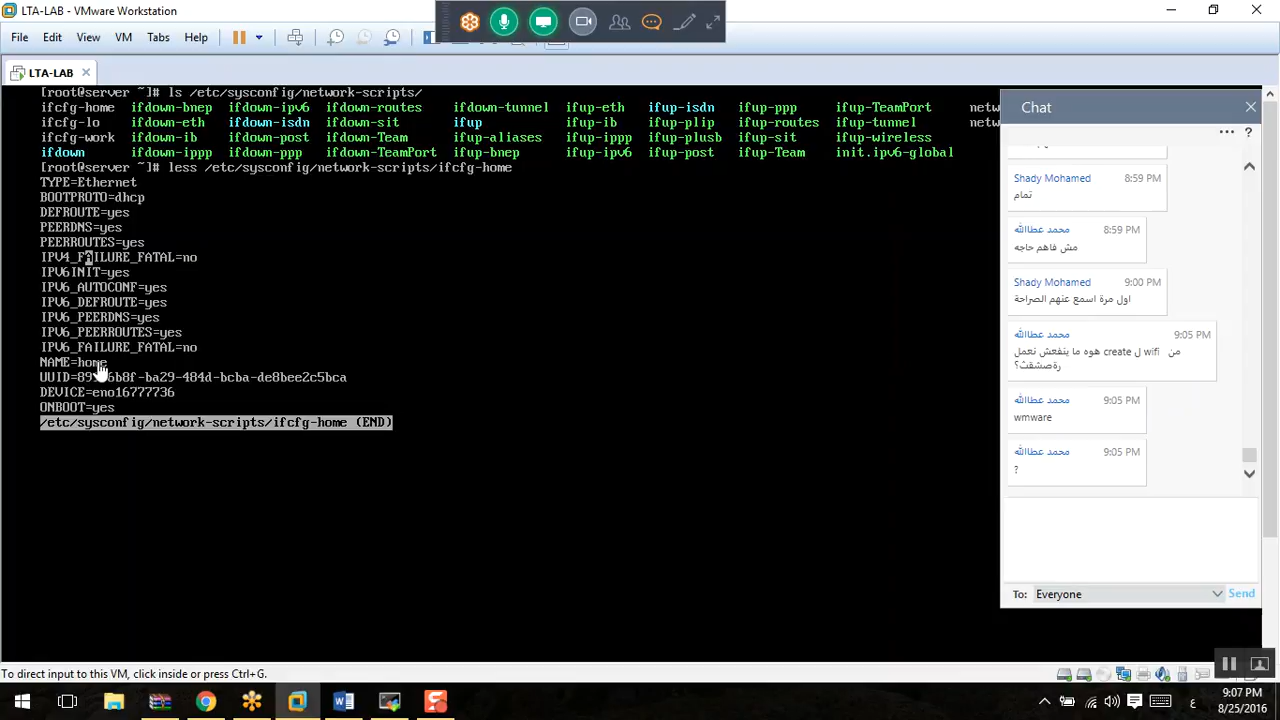 LTA-LAB - VMware Workstation
File Edit View VM Tabs Help
LTA-LAB
[root@server ~]# ls /etc/sysconfig/network-scripts/
ifcfg-home ifdown-bnep ifdown-ipv6 ifdown-routes ifdown-tunnel ifup-eth ifup-isdn ifup-ppp ifup-TeamPort netw
ifcfg-lo ifdown-eth ifdown-isdn ifdown-sit ifup ifup-ib ifup-plip ifup-routes ifup-tunnel netw
ifcfg-work ifdown-ib ifdown-post ifdown-Team ifup-aliases ifup-ippp ifup-plusb ifup-sit ifup-wireless
ifdown ifdown-ippp ifdown-ppp ifdown-TeamPort ifup-bnep ifup-ipv6 ifup-post ifup-Team init.ipv6-global
[root@server ~]# less /etc/sysconfig/network-scripts/ifcfg-home
TYPE=Ethernet
BOOTPROTO=dhcp
DEFROUTE=yes
PEERDNS=yes
PEERROUTES=yes
IPV4_FAILURE_FATAL=no
IPV6INIT=yes
IPV6_AUTOCONF=yes
IPV6_DEFROUTE=yes
IPV6_PEERDNS=yes
IPV6_PEERROUTES=yes
IPV6_FAILURE_FATAL=no
NAME=home
DEVICE=eno16777736
ONBOOT=yes
/etc/sysconfig/network-scripts/ifcfg-home (END)
Chat
Shady Mohamed 8:59 PM
تمام
محمد عطاالله 8:59 PM
مش فاهم حاجه
Shady Mohamed 9:00 PM
اول مرة اسمع عنهم الصراحة
محمد عطاالله 9:05 PM
هوه ما ينفعش نعمل create ل wifi من
محمد عطاالله 9:05 PM
wmware
محمد عطاالله 9:05 PM
?
To: Everyone Send
To direct input to this VM, click inside or press Ctrl+G.
9:07 PM
8/25/2016